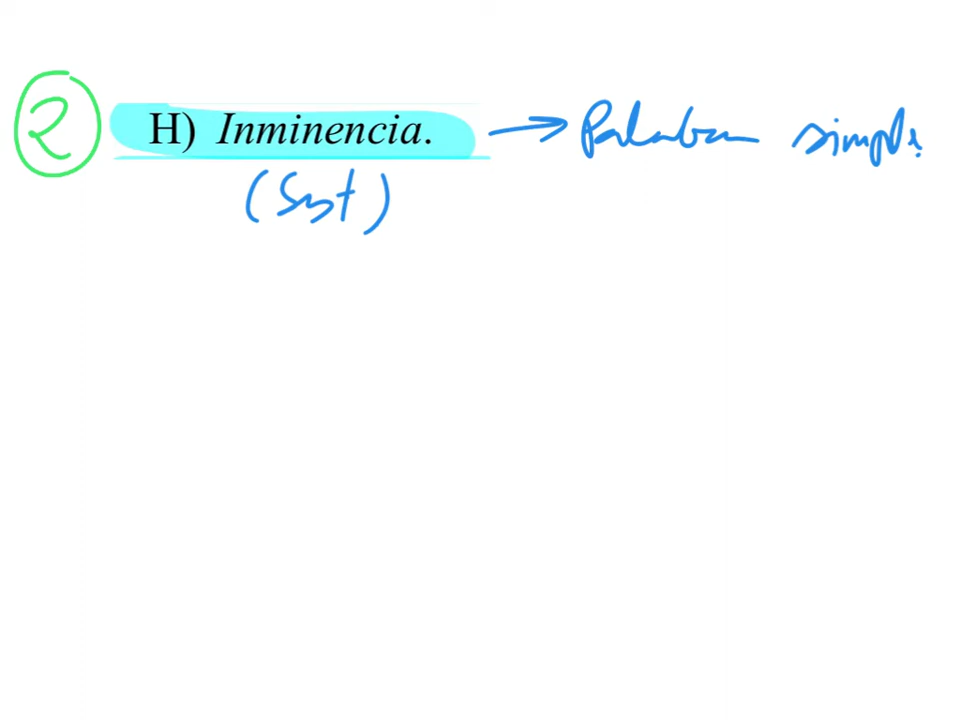 2 H) Inminencia. → Palabra simple
(Sust)